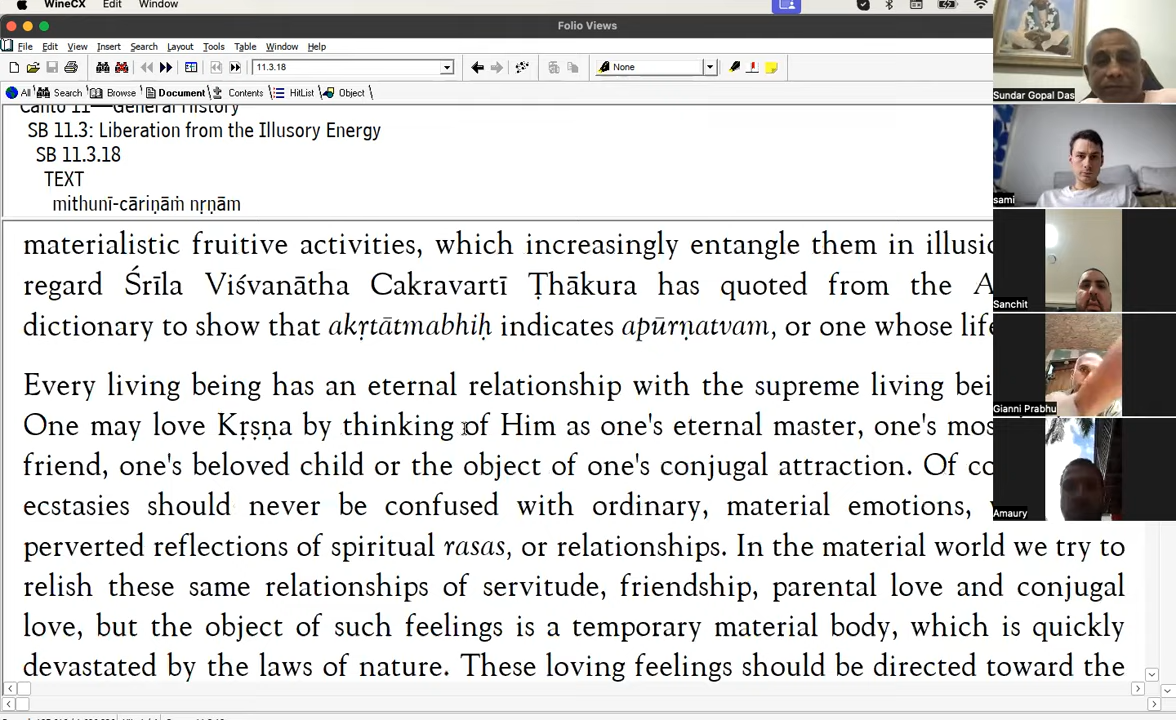 WineCX Edit Window
Folio Views
File Edit View Insert Search Layout Tools Table Window Help
11.3.18
None
All Search Browse Document Contents HitList Object
Canto 11—General History
SB 11.3: Liberation from the Illusory Energy
SB 11.3.18
TEXT
mithunī-cāriṇāṁ nṛṇām
materialistic fruitive activities, which increasingly entangle them in
regard Śrīla Viśvanātha Cakravartī Ṭhākura has quoted from the
dictionary to show that akṛtātmabhiḥ indicates apūrṇatvam, or one whose
Every living being has an eternal relationship with the supreme living
One may love Kṛṣṇa by thinking of Him as one's eternal master, one's
friend, one's beloved child or the object of one's conjugal attraction. Of
ecstasies should never be confused with ordinary, material emotions,
perverted reflections of spiritual rasas, or relationships. In the material world we try to
relish these same relationships of servitude, friendship, parental love and conjugal
love, but the object of such feelings is a temporary material body, which is quickly
devastated by the laws of nature. These loving feelings should be directed toward the
Sundar Gopal Das
sami
Sanchit
Gianni Prabhu
Amaury